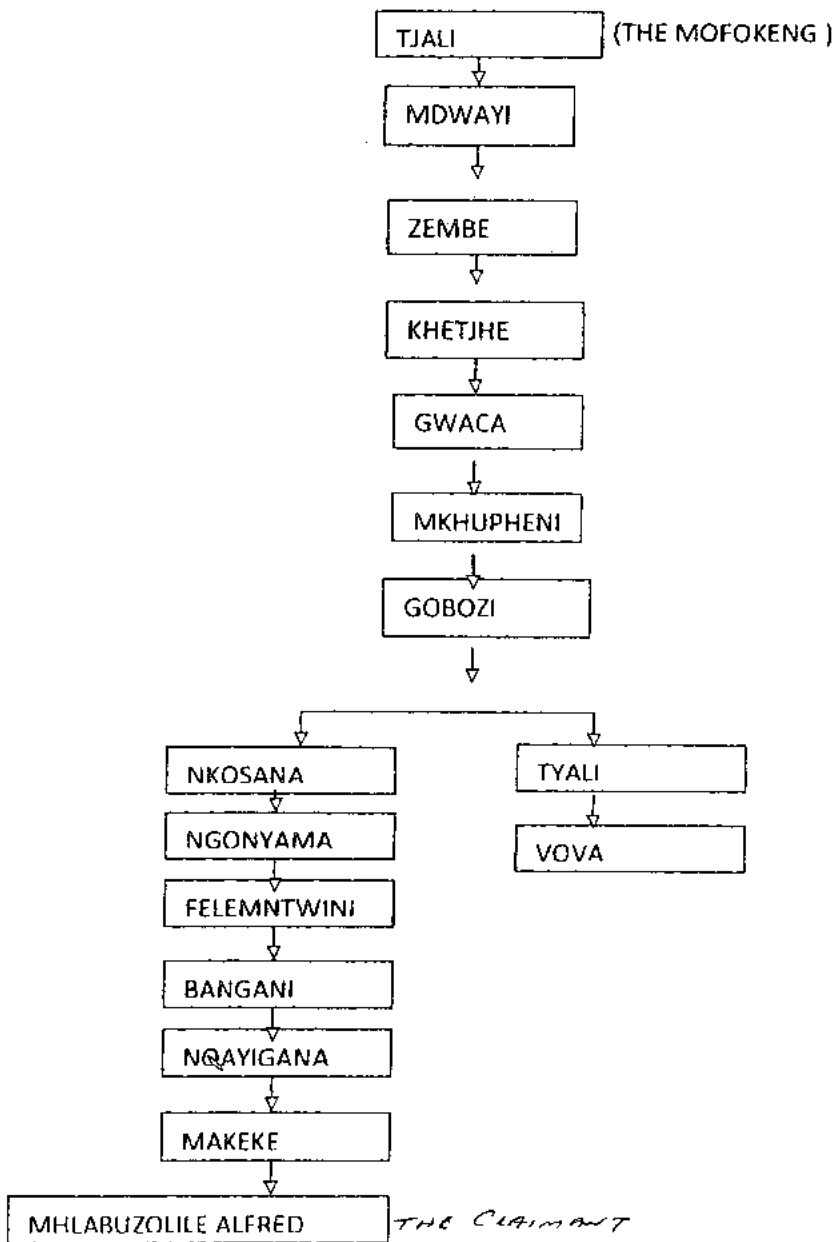 TJALI (THE MOFOKENG )
MDWAYI
ZEMBE
KHETJHE
GWACA
MKHUPHENI
GOBOZI
NKOSANA TYALI
NGONYAMA VOVA
FELEMNTWINI
BANGANI
NQAYIGANA
MAKEKE
MHLABUZOLILE ALFRED THE CLAIMANT